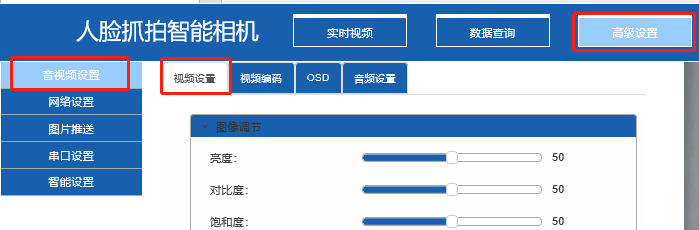 人脸抓拍智能相机
实时视频
数据查询
高级设置
音视频设置
网络设置
图片推送
串口设置
智能设置
视频设置
视频编码
OSD
音频设置
图像调节
亮度: 50
对比度: 50
饱和度: 50